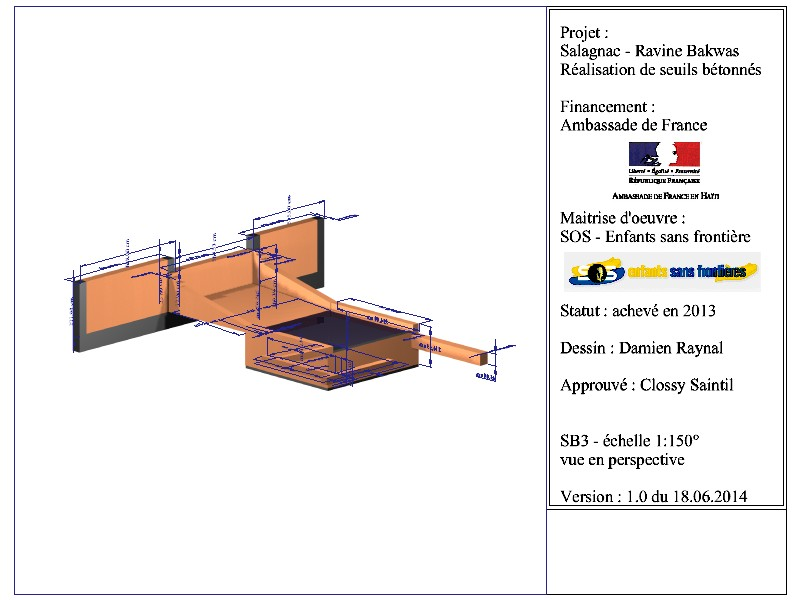 Projet :
Salagnac - Ravine Bakwas
Réalisation de seuils bétonnés
Financement :
Ambassade de France
Liberté • Égalité • Fraternité
RÉPUBLIQUE FRANÇAISE
AMBASSADE DE FRANCE EN HAÏTI
Maitrise d'oeuvre :
SOS - Enfants sans frontière
SOS enfants sans frontières
Statut : achevé en 2013
Dessin : Damien Raynal
Approuvé : Clossy Saintil
SB3 - échelle 1:150°
vue en perspective
Version : 1.0 du 18.06.2014